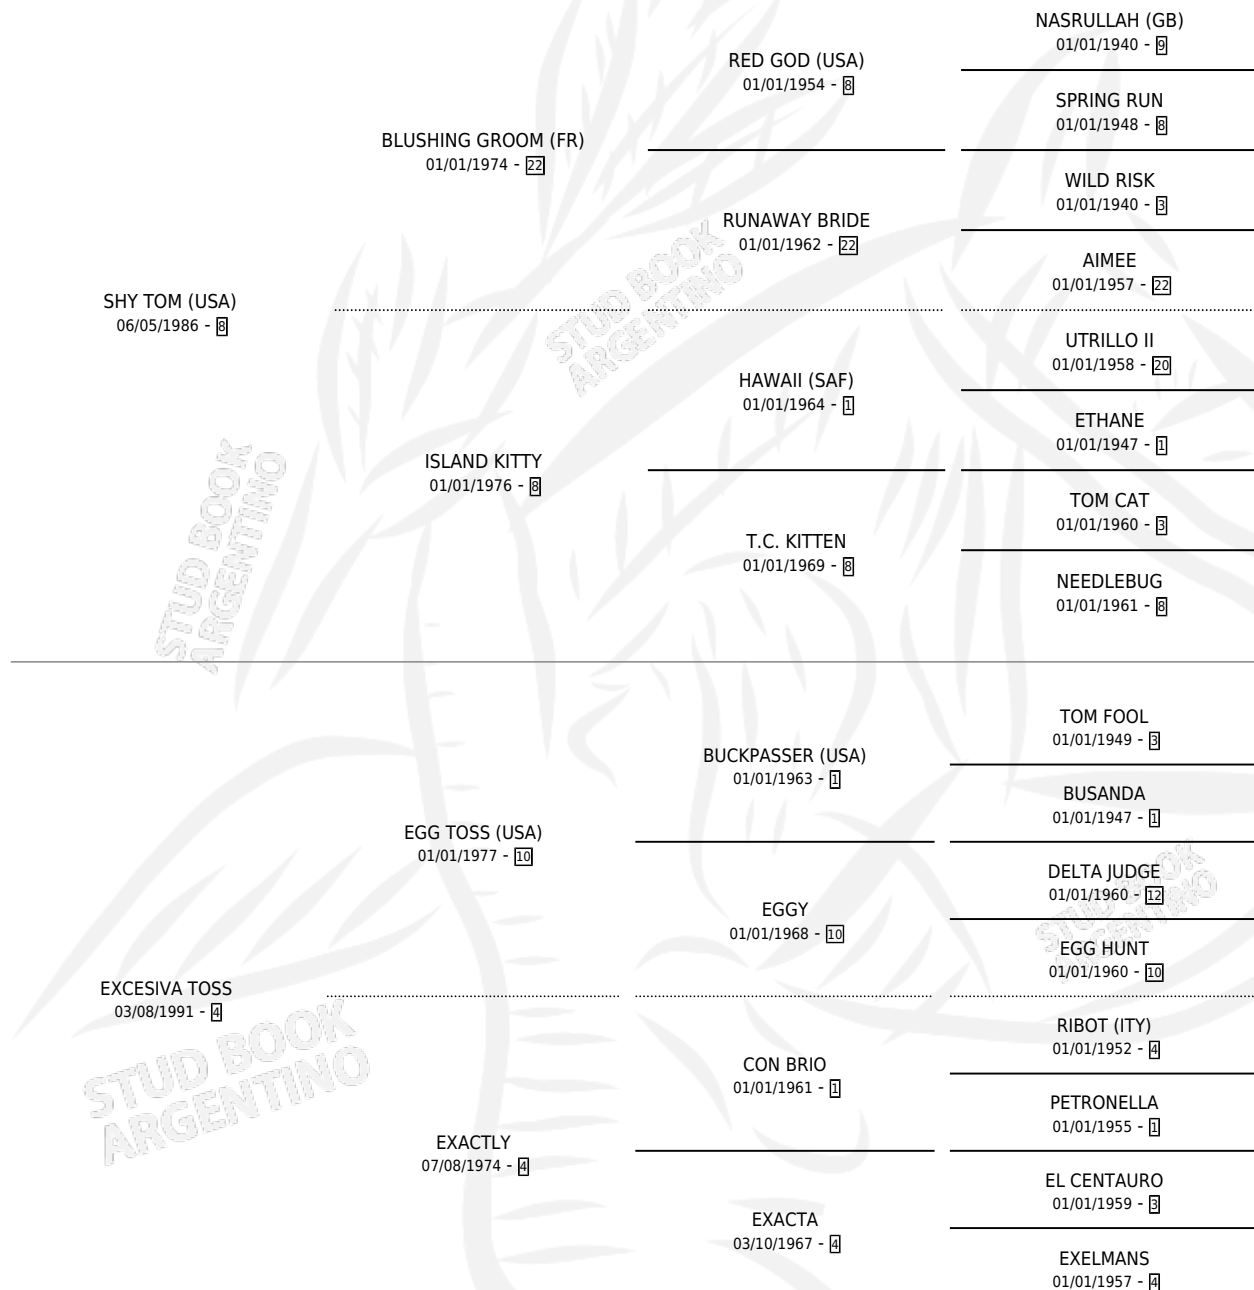 NASRULLAH (GB)
01/01/1940 - 9
RED GOD (USA)
01/01/1954 - 8
SPRING RUN
01/01/1948 - 8
BLUSHING GROOM (FR)
01/01/1974 - 22
WILD RISK
01/01/1940 - 3
RUNAWAY BRIDE
01/01/1962 - 22
AIMEE
01/01/1957 - 22
SHY TOM (USA)
06/05/1986 - 8
UTRILLO II
01/01/1958 - 20
HAWAII (SAF)
01/01/1964 - 1
ETHANE
01/01/1947 - 1
ISLAND KITTY
01/01/1976 - 8
TOM CAT
01/01/1960 - 3
T.C. KITTEN
01/01/1969 - 8
NEEDLEBUG
01/01/1961 - 8
TOM FOOL
01/01/1949 - 3
BUCKPASSER (USA)
01/01/1963 - 1
BUSANDA
01/01/1947 - 1
EGG TOSS (USA)
01/01/1977 - 10
DELTA JUDGE
01/01/1960 - 12
EGGY
01/01/1968 - 10
EGG HUNT
01/01/1960 - 10
EXCESIVA TOSS
03/08/1991 - 4
RIBOT (ITY)
01/01/1952 - 4
CON BRIO
01/01/1961 - 1
PETRONELLA
01/01/1955 - 1
EXACTLY
07/08/1974 - 4
EL CENTAURO
01/01/1959 - 3
EXACTA
03/10/1967 - 4
EXELMANS
01/01/1957 - 4
STUD BOOK
ARGENTINO
STUD BOOK
ARGENTINO
STUD BOOK
ARGENTINO
STUD BOOK
ARGENTINO